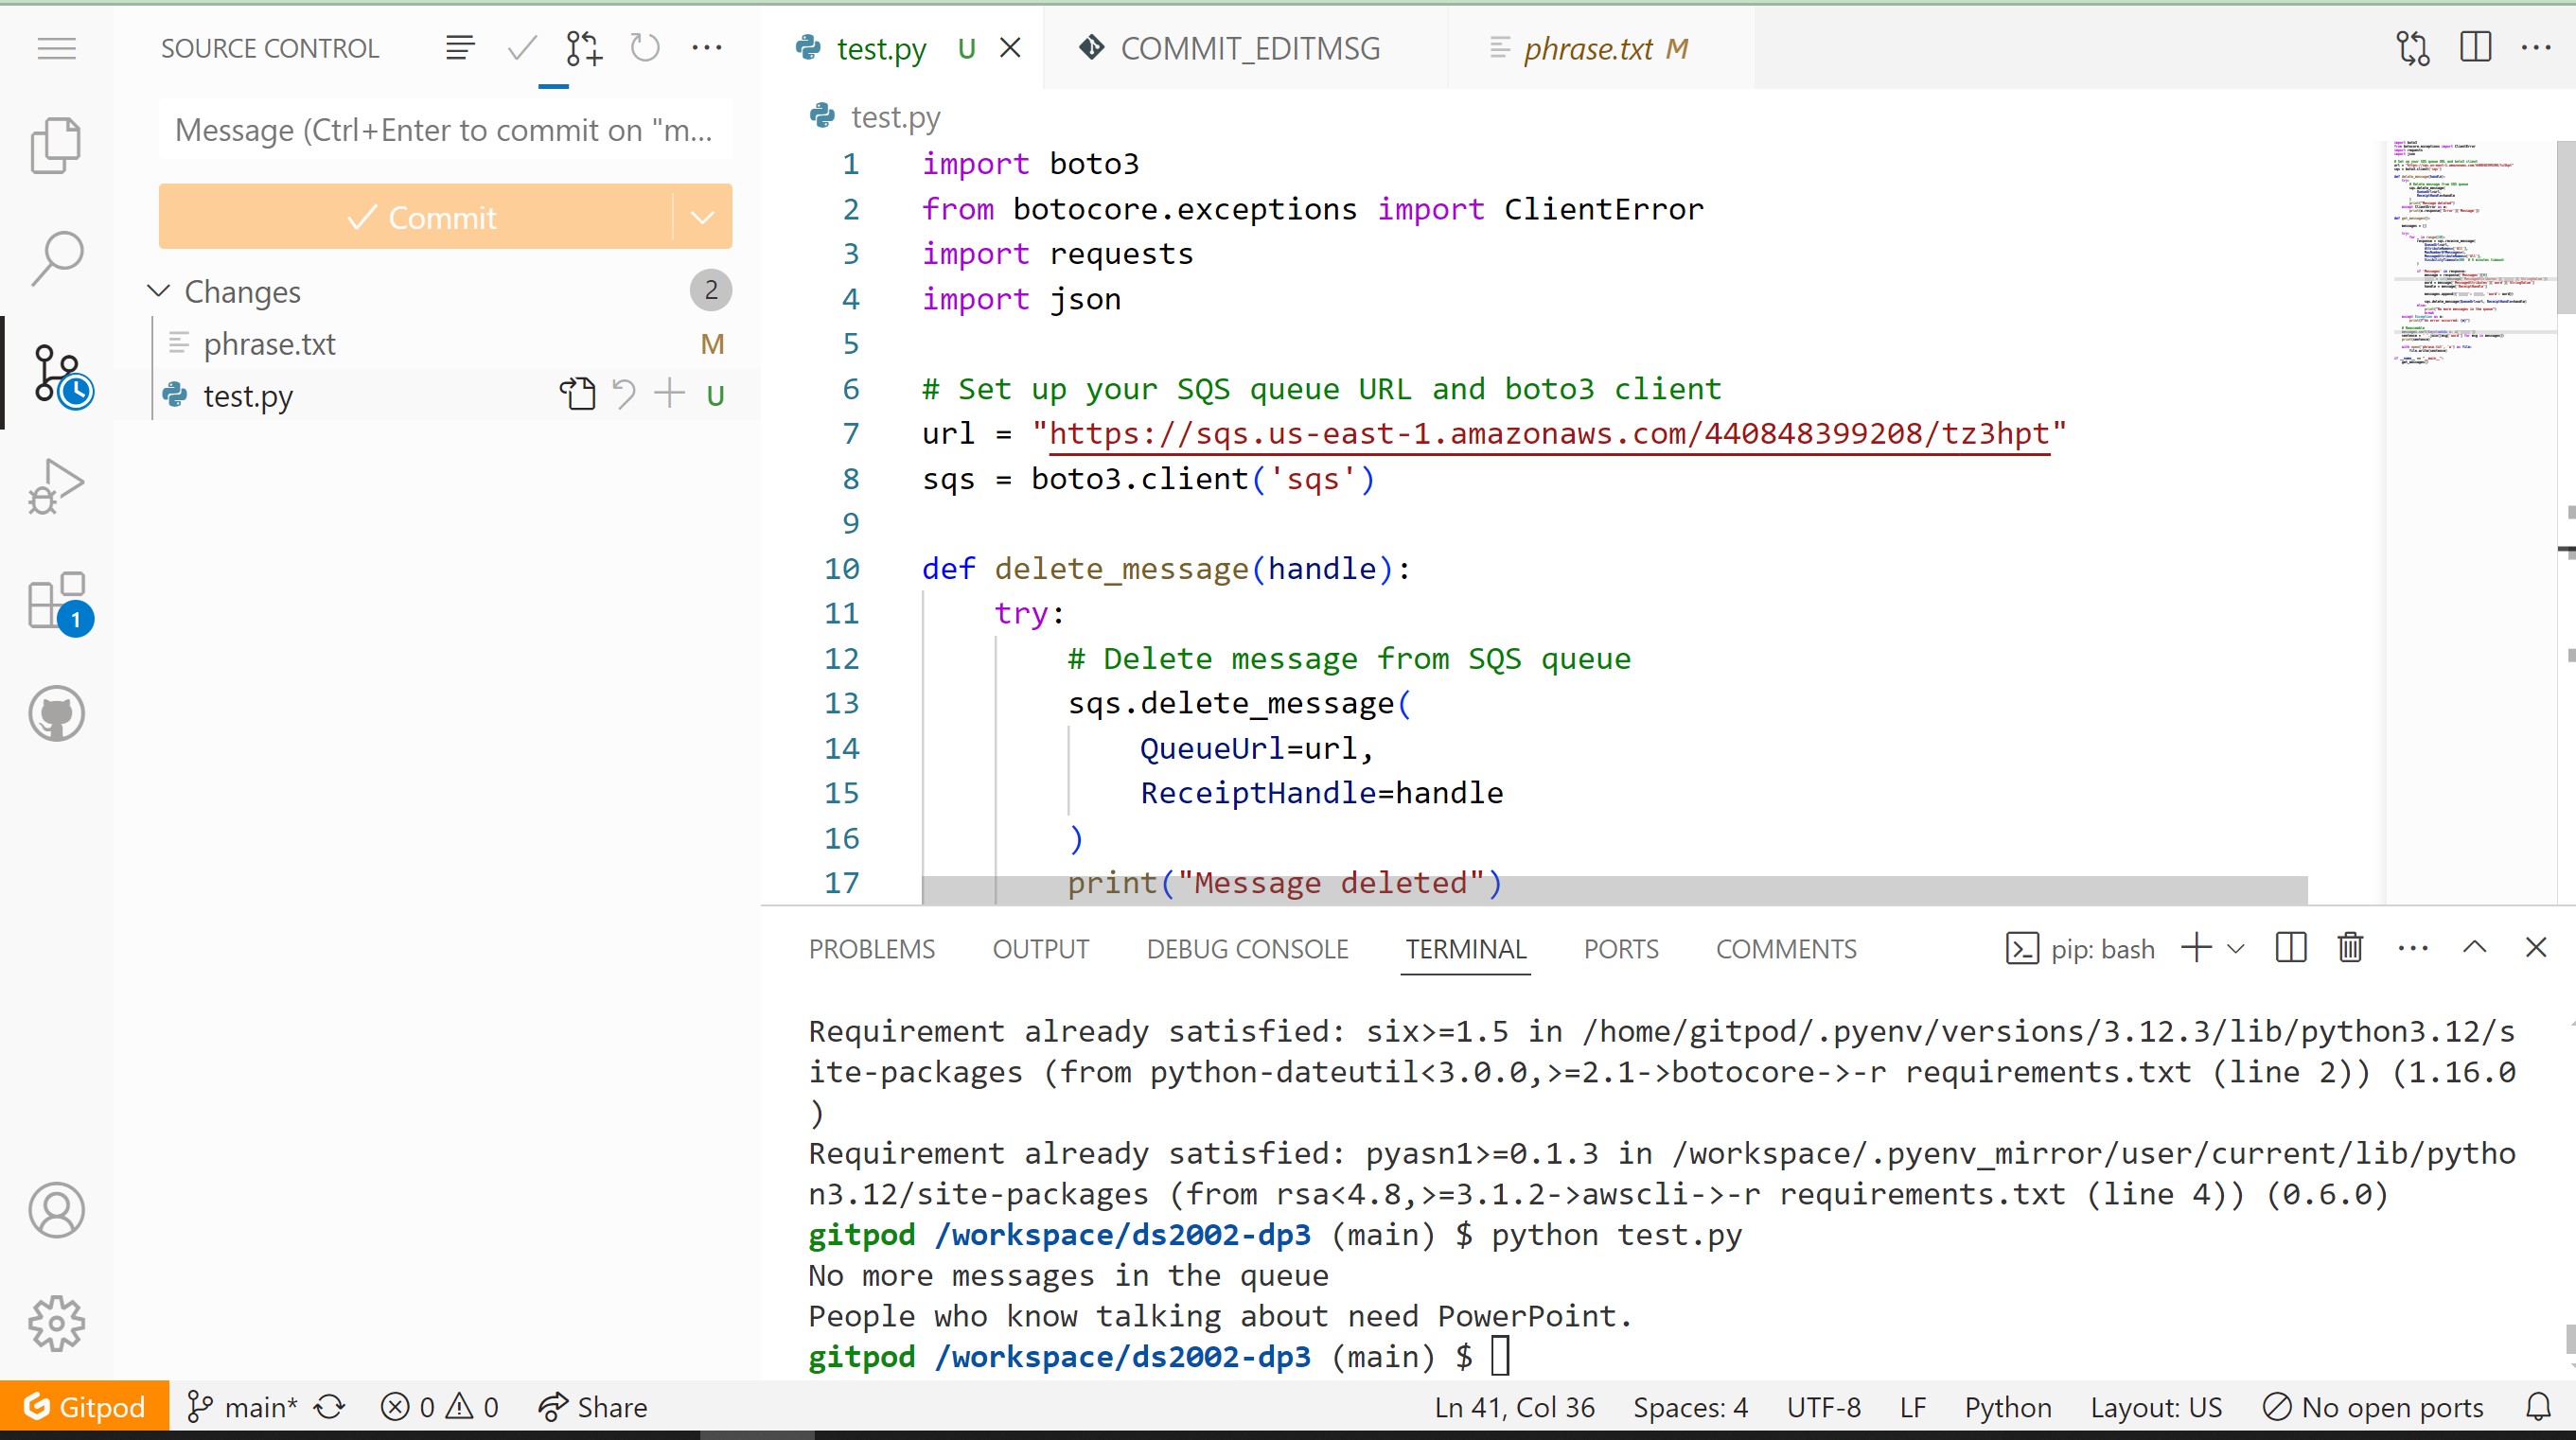 SOURCE CONTROL
Message (Ctrl+Enter to commit on "m...
Commit
Changes
2
phrase.txt
M
test.py
U
1
test.py U
COMMIT_EDITMSG
phrase.txt M
test.py
1 import boto3
2 from botocore.exceptions import ClientError
3 import requests
4 import json
5
6 # Set up your SQS queue URL and boto3 client
7 url = "https://sqs.us-east-1.amazonaws.com/440848399208/tz3hpt"
8 sqs = boto3.client('sqs')
9
10 def delete_message(handle):
11 try:
12 # Delete message from SQS queue
13 sqs.delete_message(
14 QueueUrl=url,
15 ReceiptHandle=handle
16 )
17 print("Message deleted")
PROBLEMS OUTPUT DEBUG CONSOLE TERMINAL PORTS COMMENTS
pip: bash
Requirement already satisfied: six>=1.5 in /home/gitpod/.pyenv/versions/3.12.3/lib/python3.12/s
ite-packages (from python-dateutil<3.0.0,>=2.1->botocore->-r requirements.txt (line 2)) (1.16.0
)
Requirement already satisfied: pyasn1>=0.1.3 in /workspace/.pyenv_mirror/user/current/lib/pytho
n3.12/site-packages (from rsa<4.8,>=3.1.2->awscli->-r requirements.txt (line 4)) (0.6.0)
gitpod /workspace/ds2002-dp3 (main) $ python test.py
No more messages in the queue
People who know talking about need PowerPoint.
gitpod /workspace/ds2002-dp3 (main) $
Gitpod main* 0 0 Share
Ln 41, Col 36 Spaces: 4 UTF-8 LF Python Layout: US No open ports